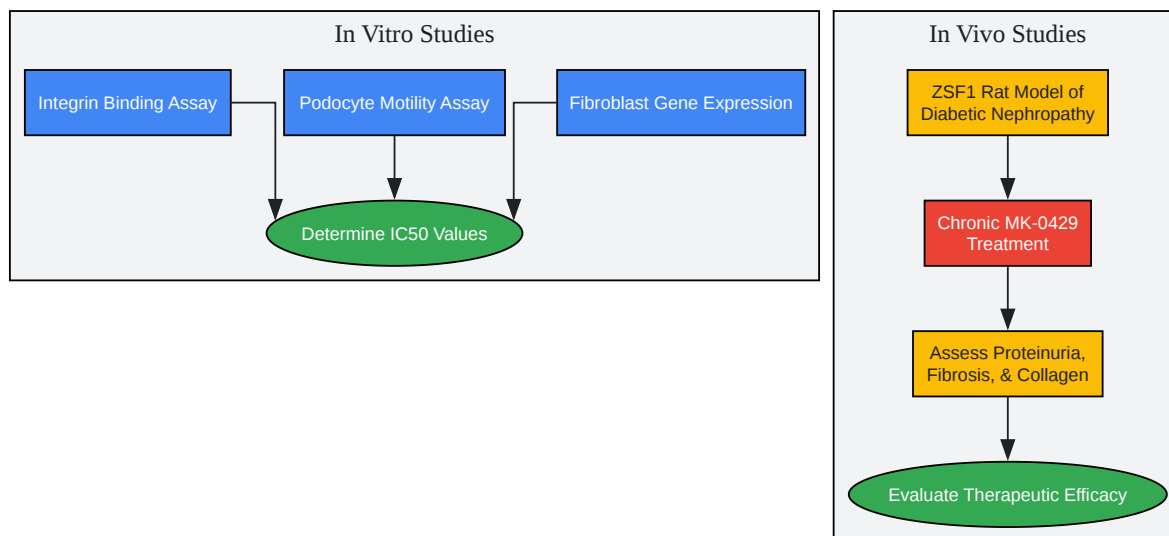 In Vitro Studies
Integrin Binding Assay
Podocyte Motility Assay
Fibroblast Gene Expression
Determine IC50 Values
In Vivo Studies
ZSF1 Rat Model of
Diabetic Nephropathy
Chronic MK-0429
Treatment
Assess Proteinuria,
Fibrosis, & Collagen
Evaluate Therapeutic Efficacy